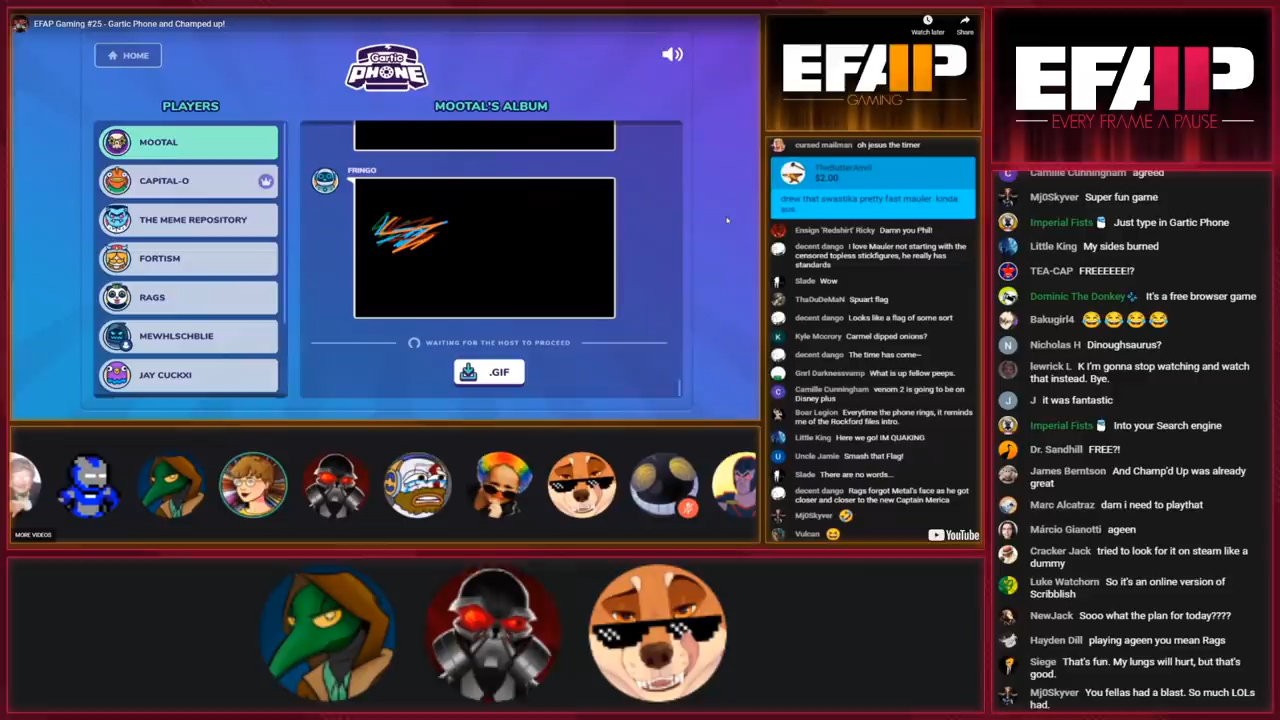 EFAP Gaming #25 - Gartic Phone and Champed up!
HOME
Gartic
PHONE
PLAYERS
MOOTAL
CAPITAL-O
THE MEME REPOSITORY
FORTISM
RAGS
MEWHLSCHBLIE
JAY CUCKXI
MOOTAL'S ALBUM
FRINGO
WAITING FOR THE HOST TO PROCEED
.GIF
MORE VIDEOS
Watch later
Share
EFAP
GAMING
cursed mailman oh jesus the timer
TheButterAnvil
$2.00
drew that swastika pretty fast mauler. kinda
sus.
Ensign 'Redshirt' Ricky Damn you Phil!
decent dango I love Mauler not starting with the
censored topless stickfigures, he really has
standards
Slade Wow
ThaDuDeMaN Spuart flag
decent dango Looks like a flag of some sort
Kyle Mocrory Carmel dipped onions?
decent dango The time has come--
Gnrl Darknessvamp What is up fellow peeps.
Camille Cunningham venom 2 is going to be on
Disney plus
Boar Legion Everytime the phone rings, it reminds
me of the Rockford files intro.
Little King Here we go! IM QUAKING
Uncle Jamie Smash that Flag!
Slade There are no words...
decent dango Rags forgot Metal's face as he got
closer and closer to the new Captain Merica
Mj0Skyver 🤣
Vulcan 😆
YouTube
EFAP
EVERY FRAME A PAUSE
Camille Cunningham agreed
Mj0Skyver Super fun game
Imperial Fists Just type in Gartic Phone
Little King My sides burned
TEA-CAP FREEEEEE!?
Dominic The Donkey It's a free browser game
Bakugirl4 😂😂😂😂
Nicholas H Dinoughsaurus?
lewrick L K I'm gonna stop watching and watch
that instead. Bye.
J it was fantastic
Imperial Fists Into your Search engine
Dr. Sandhill FREE?!
James Berntson And Champ'd Up was already
great
Marc Alcatraz darn i need to playthat
Márcio Gianotti ageen
Cracker Jack tried to look for it on steam like a
dummy
Luke Watchorn So it's an online version of
Scribblish
NewJack Sooo what the plan for today????
Hayden Dill playing ageen you mean Rags
Siege That's fun. My lungs will hurt, but that's
good.
Mj0Skyver You fellas had a blast. So much LOLs
had.